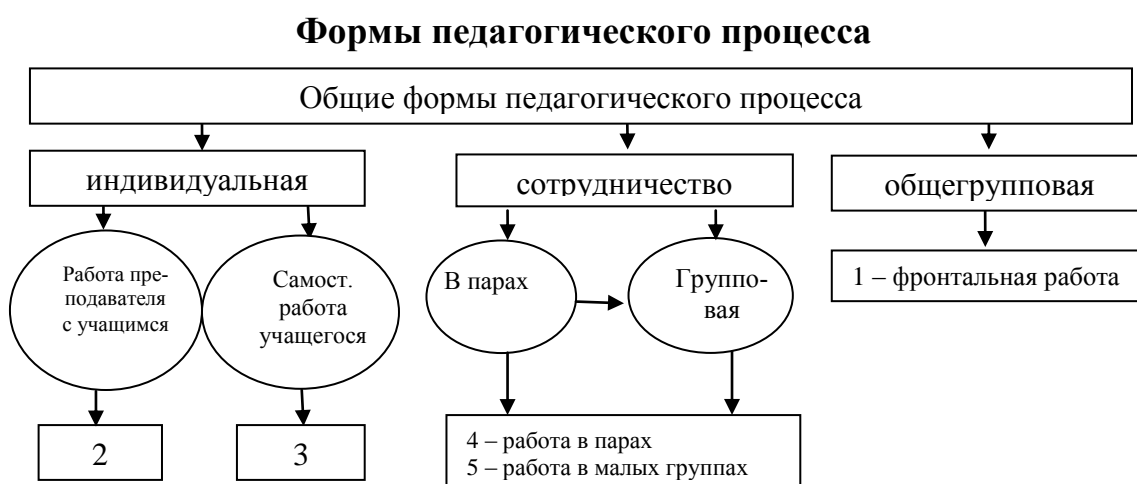 Формы педагогического процесса
Общие формы педагогического процесса
индивидуальная
сотрудничество
общегрупповая
Работа пре-
подавателя
с учащимся
Самост.
работа
учащегося
В парах
Группо-
вая
1 – фронтальная работа
2
3
4 – работа в парах
5 – работа в малых группах